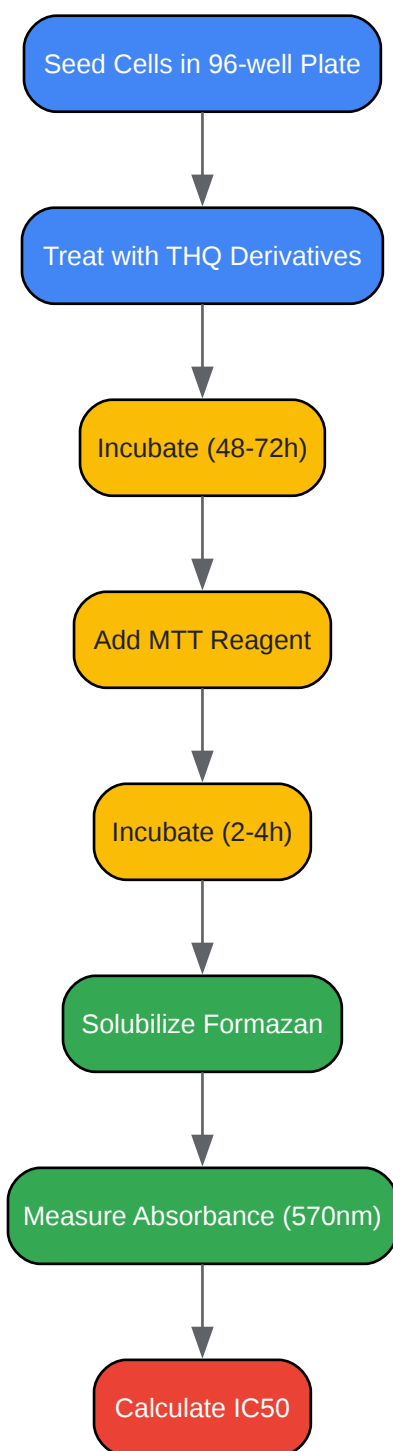 Seed Cells in 96-well Plate
Treat with THQ Derivatives
Incubate (48-72h)
Add MTT Reagent
Incubate (2-4h)
Solubilize Formazan
Measure Absorbance (570nm)
Calculate IC50